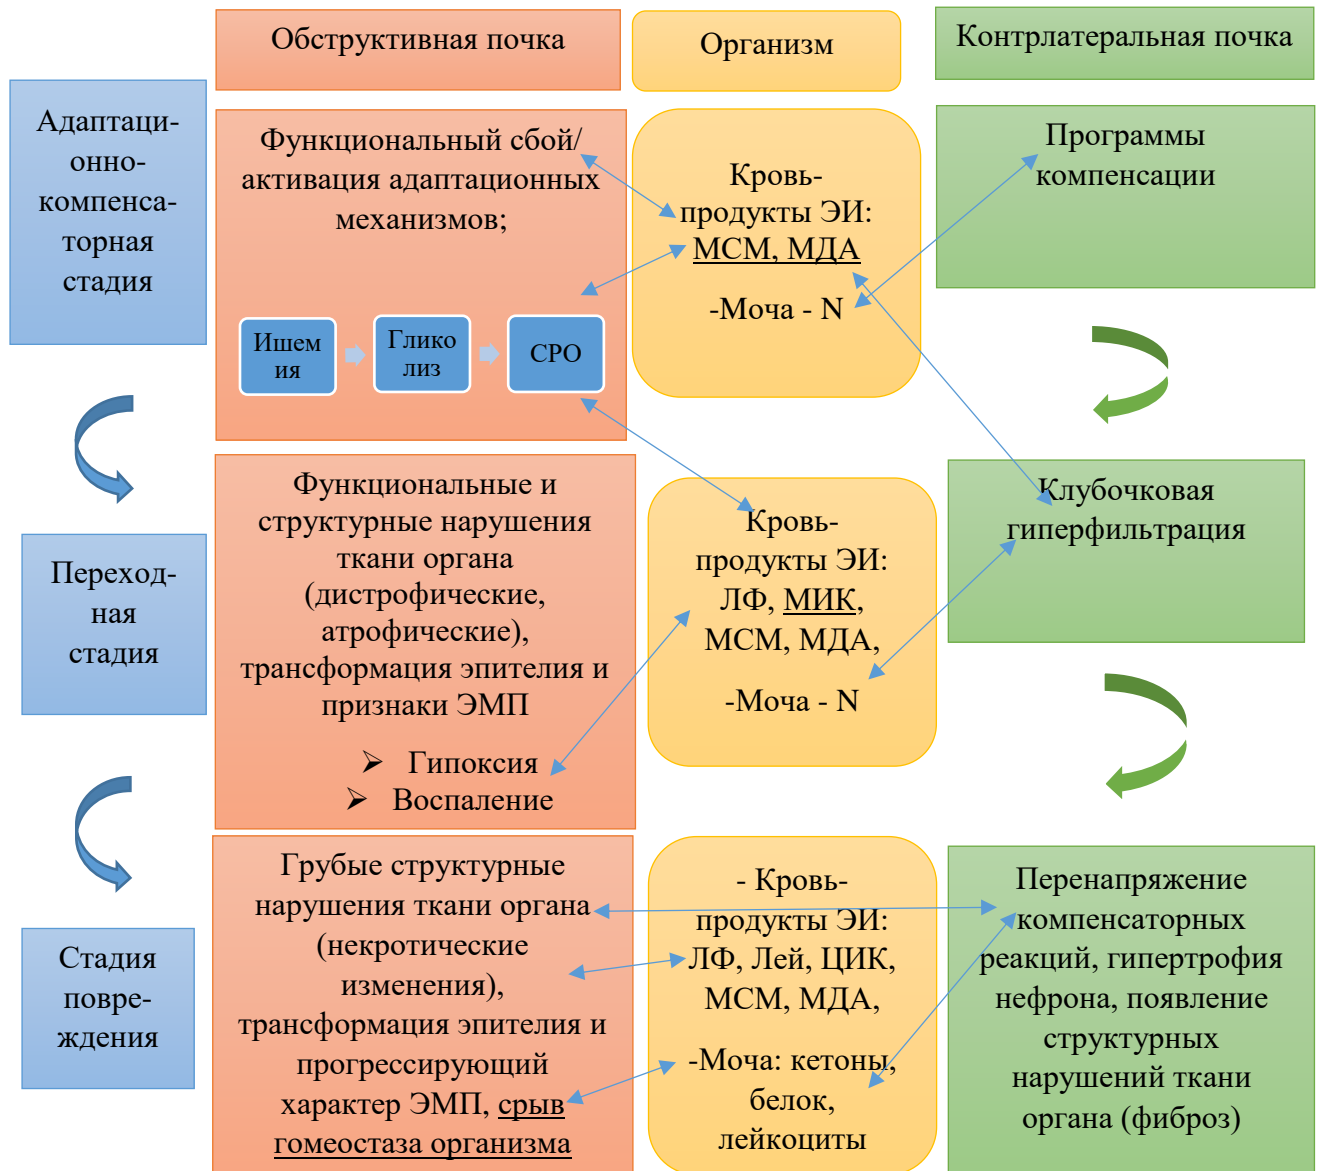 Обструктивная почка
Организм
Контрлатеральная почка
Адаптаци-
онно-
компенса-
торная
стадия
Функциональный сбой/
активация адаптационных
механизмов;
Ишем
ия
Глико
лиз
СРО
Кровь-
продукты ЭИ:
МСМ, МДА
-Моча - N
Программы
компенсации
Переход-
ная
стадия
Функциональные и
структурные нарушения
ткани органа
(дистрофические,
атрофические),
трансформация эпителия и
признаки ЭМП
➢ Гипоксия
➢ Воспаление
Кровь-
продукты ЭИ:
ЛФ, МИК,
МСМ, МДА,
-Моча - N
Клубочковая
гиперфильтрация
Стадия
повре-
ждения
Грубые структурные
нарушения ткани органа
(некротические
изменения),
трансформация эпителия и
прогрессирующий
характер ЭМП, срыв
гомеостаза организма
- Кровь-
продукты ЭИ:
ЛФ, Лей, ЦИК,
МСМ, МДА,
-Моча: кетоны,
белок,
лейкоциты
Перенапряжение
компенсаторных
реакций, гипертрофия
нефрона, появление
структурных
нарушений ткани
органа (фиброз)